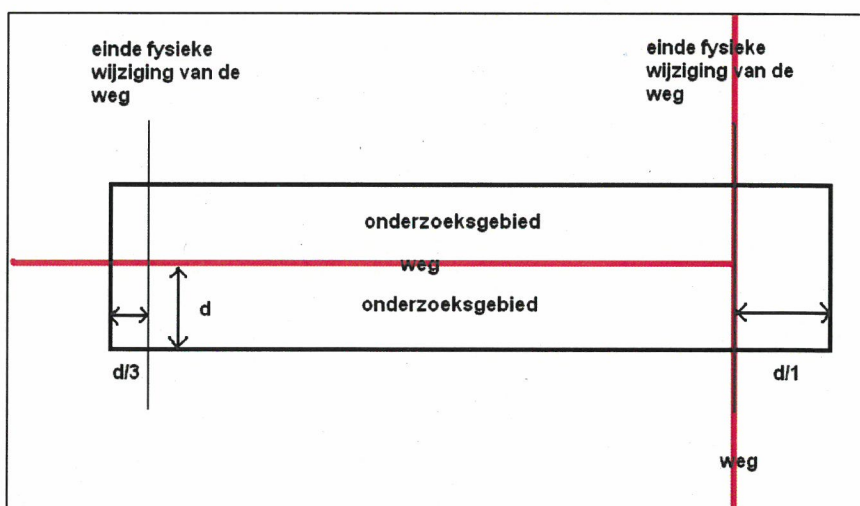 einde fysieke
wijziging van de
weg
einde fysieke
wijziging van de
weg
onderzoeksgebied
weg
onderzoeksgebied
d
d/3
d/1
weg